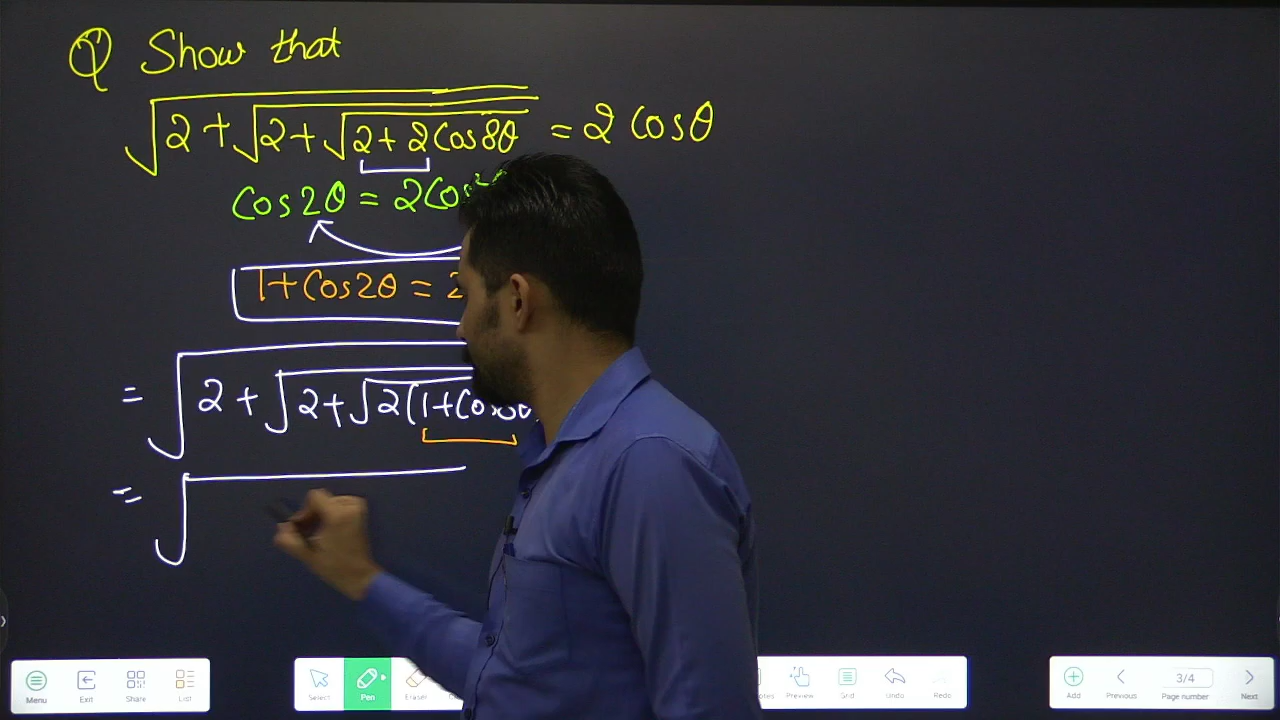 Q Show that
√2+√2+√2+2Cos8θ = 2 Cosθ
Cos2θ = 2Cos²
1+Cos2θ = 2
= √2+√2+√2(1+Cos8θ
= √
Menu Exit Share List Select Pen Eraser Preview Grid Undo Redo Add Previous 3/4 Page number Next